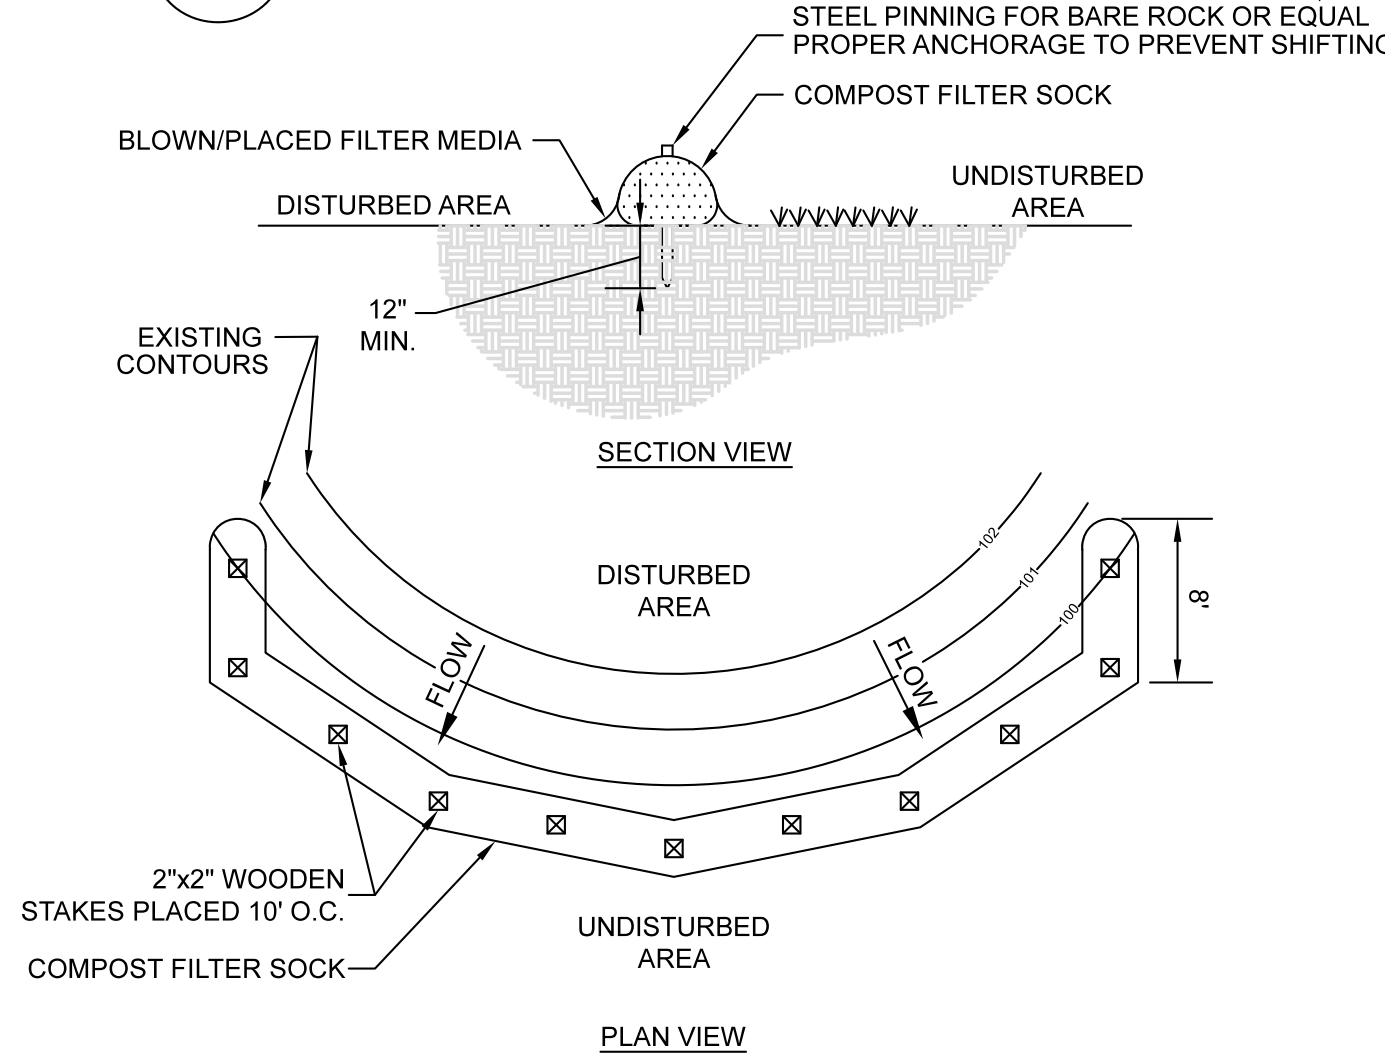 STEEL PINNING FOR BARE ROCK OR EQUAL
PROPER ANCHORAGE TO PREVENT SHIFTING
COMPOST FILTER SOCK
BLOWN/PLACED FILTER MEDIA
DISTURBED AREA
UNDISTURBED
AREA
12"
MIN.
EXISTING
CONTOURS
SECTION VIEW
102
101
100
DISTURBED
AREA
8'
FLOW
FLOW
2"x2" WOODEN
STAKES PLACED 10' O.C.
COMPOST FILTER SOCK
UNDISTURBED
AREA
PLAN VIEW